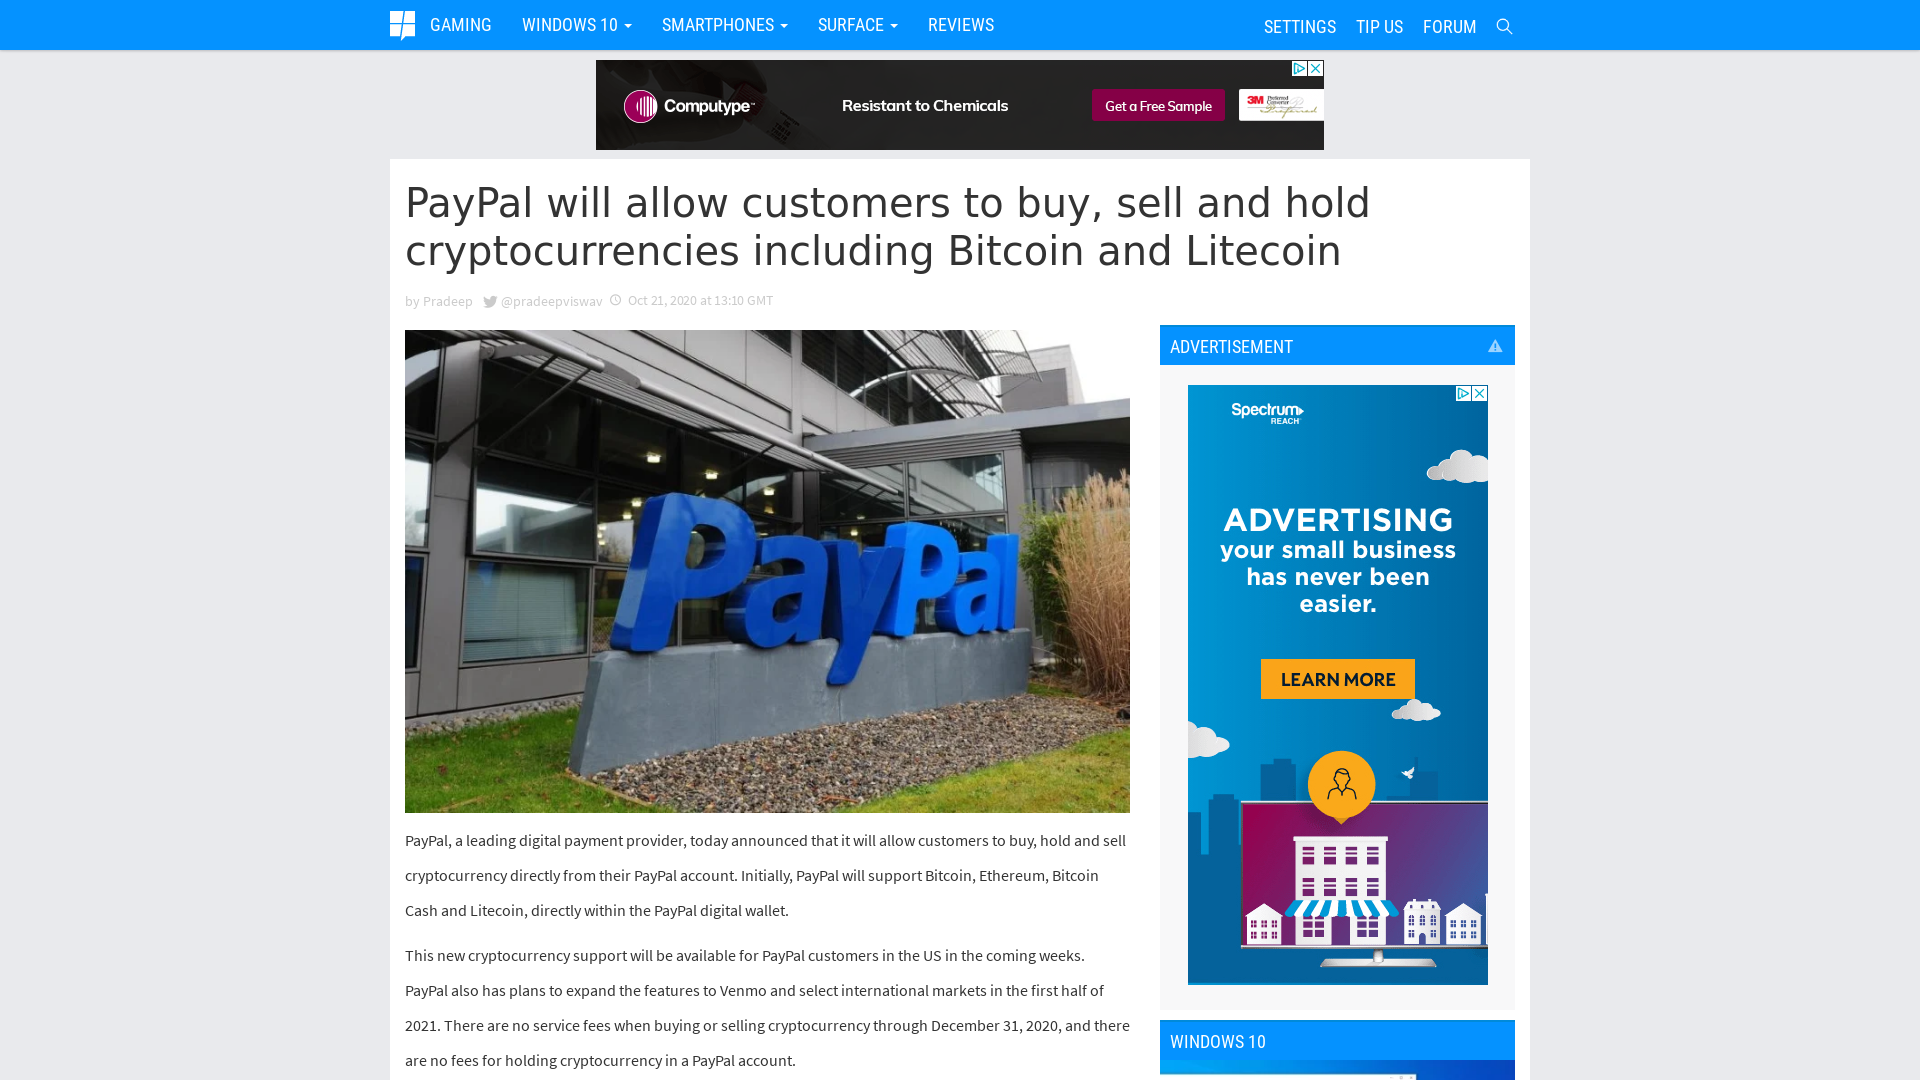 GAMING
WINDOWS 10
SMARTPHONES
SURFACE
REVIEWS
SETTINGS
TIP US
FORUM
Computype
Resistant to Chemicals
Get a Free Sample
3M Preferred Converter
PayPal will allow customers to buy, sell and hold
cryptocurrencies including Bitcoin and Litecoin
by Pradeep @pradeepviswav Oct 21, 2020 at 13:10 GMT
PayPal
ADVERTISEMENT
Spectrum
REACH
ADVERTISING
your small business
has never been
easier.
LEARN MORE
PayPal, a leading digital payment provider, today announced that it will allow customers to buy, hold and sell
cryptocurrency directly from their PayPal account. Initially, PayPal will support Bitcoin, Ethereum, Bitcoin
Cash and Litecoin, directly within the PayPal digital wallet.
This new cryptocurrency support will be available for PayPal customers in the US in the coming weeks.
PayPal also has plans to expand the features to Venmo and select international markets in the first half of
2021. There are no service fees when buying or selling cryptocurrency through December 31, 2020, and there
are no fees for holding cryptocurrency in a PayPal account.
WINDOWS 10